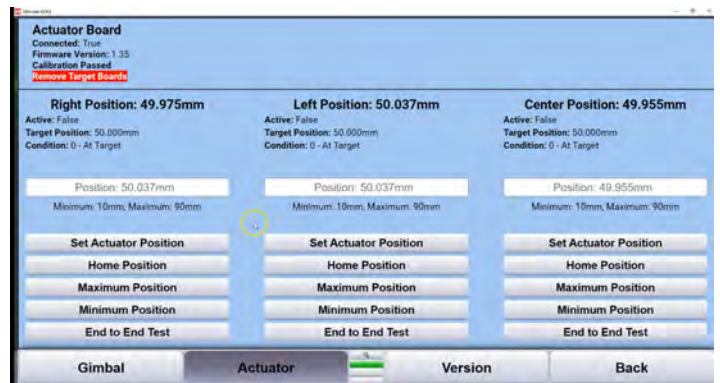 Actuator Board
Connected: True
Firmware Version: 1.35
Calibration Passed
Remove Target Boards
Right Position: 49.975mm
Active: False
Target Position: 50.000mm
Condition: 0 - At Target
Position: 50.037mm
Minimum: 10mm, Maximum: 90mm
Set Actuator Position
Home Position
Maximum Position
Minimum Position
End to End Test
Left Position: 50.037mm
Active: False
Target Position: 50.000mm
Condition: 0 - At Target
Position: 50.037mm
Minimum: 10mm, Maximum: 90mm
Set Actuator Position
Home Position
Maximum Position
Minimum Position
End to End Test
Center Position: 49.955mm
Active: False
Target Position: 50.000mm
Condition: 0 - At Target
Position: 49.955mm
Minimum: 10mm, Maximum: 90mm
Set Actuator Position
Home Position
Maximum Position
Minimum Position
End to End Test
Gimbal
Actuator
Version
Back